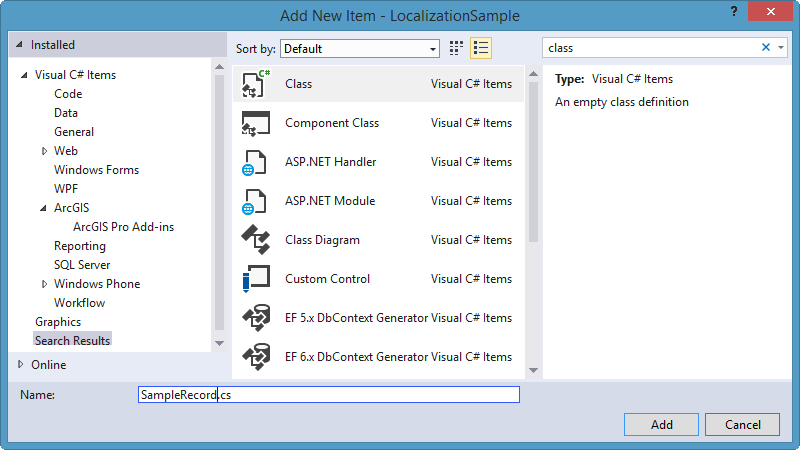 Add New Item - LocalizationSample
?
Installed
Sort by: Default
class
Visual C# Items
Code
Data
General
Web
Windows Forms
WPF
ArcGIS
ArcGIS Pro Add-ins
Reporting
SQL Server
Windows Phone
Workflow
Graphics
Search Results
Online
C#
Class Visual C# Items
Component Class Visual C# Items
ASP.NET Handler Visual C# Items
ASP.NET Module Visual C# Items
Class Diagram Visual C# Items
Custom Control Visual C# Items
EF 5.x DbContext Generator Visual C# Items
EF 6.x DbContext Generator Visual C# Items
Type: Visual C# Items
An empty class definition
Name: SampleRecord.cs
Add Cancel